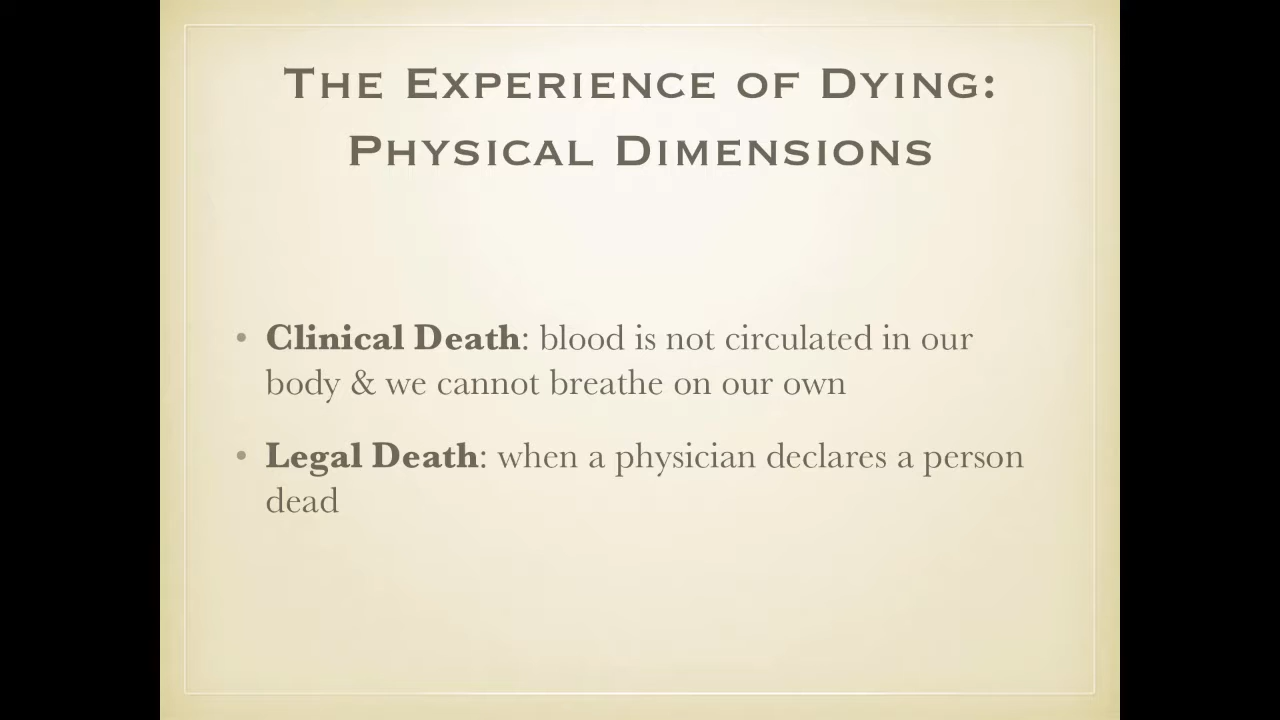 The Experience of Dying:
Physical Dimensions
• Clinical Death: blood is not circulated in our
body & we cannot breathe on our own
• Legal Death: when a physician declares a person
dead